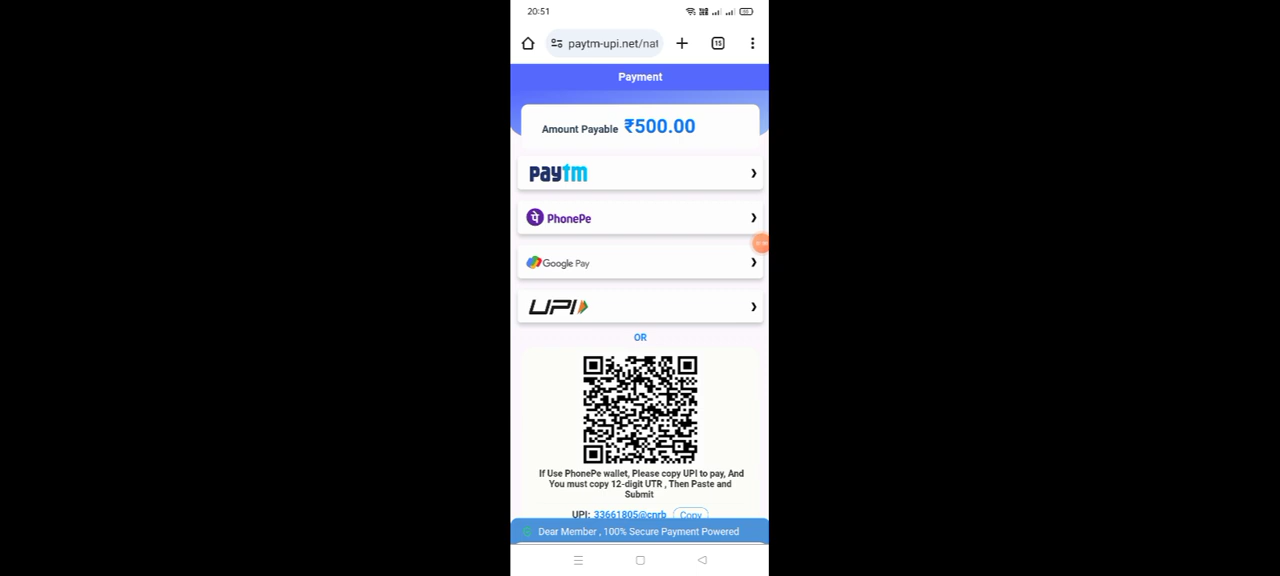 20:51
paytm-upi.net/nat
15
Payment
Amount Payable ₹500.00
paytm
पे PhonePe
Google Pay
UPI
OR
If Use PhonePe wallet, Please copy UPI to pay, And
You must copy 12-digit UTR , Then Paste and
Submit
UPI: 33661805@cnrb Copy
Dear Member , 100% Secure Payment Powered